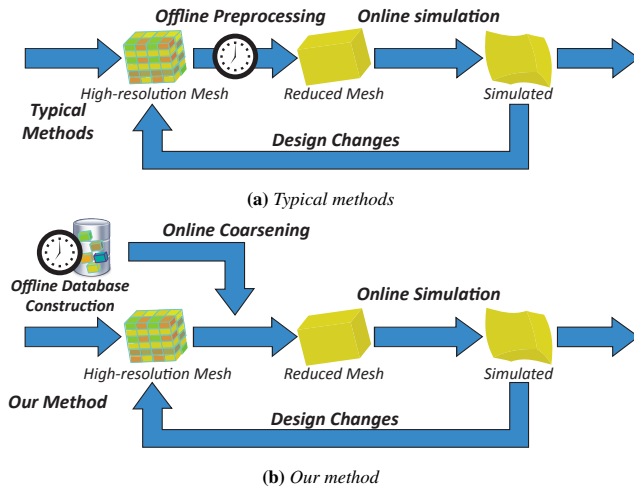 Offline Preprocessing
Online simulation
High-resolution Mesh
Reduced Mesh
Simulated
Typical
Methods
Design Changes
(a) Typical methods
Online Coarsening
Offline Database
Construction
Online Simulation
High-resolution Mesh
Reduced Mesh
Simulated
Our Method
Design Changes
(b) Our method